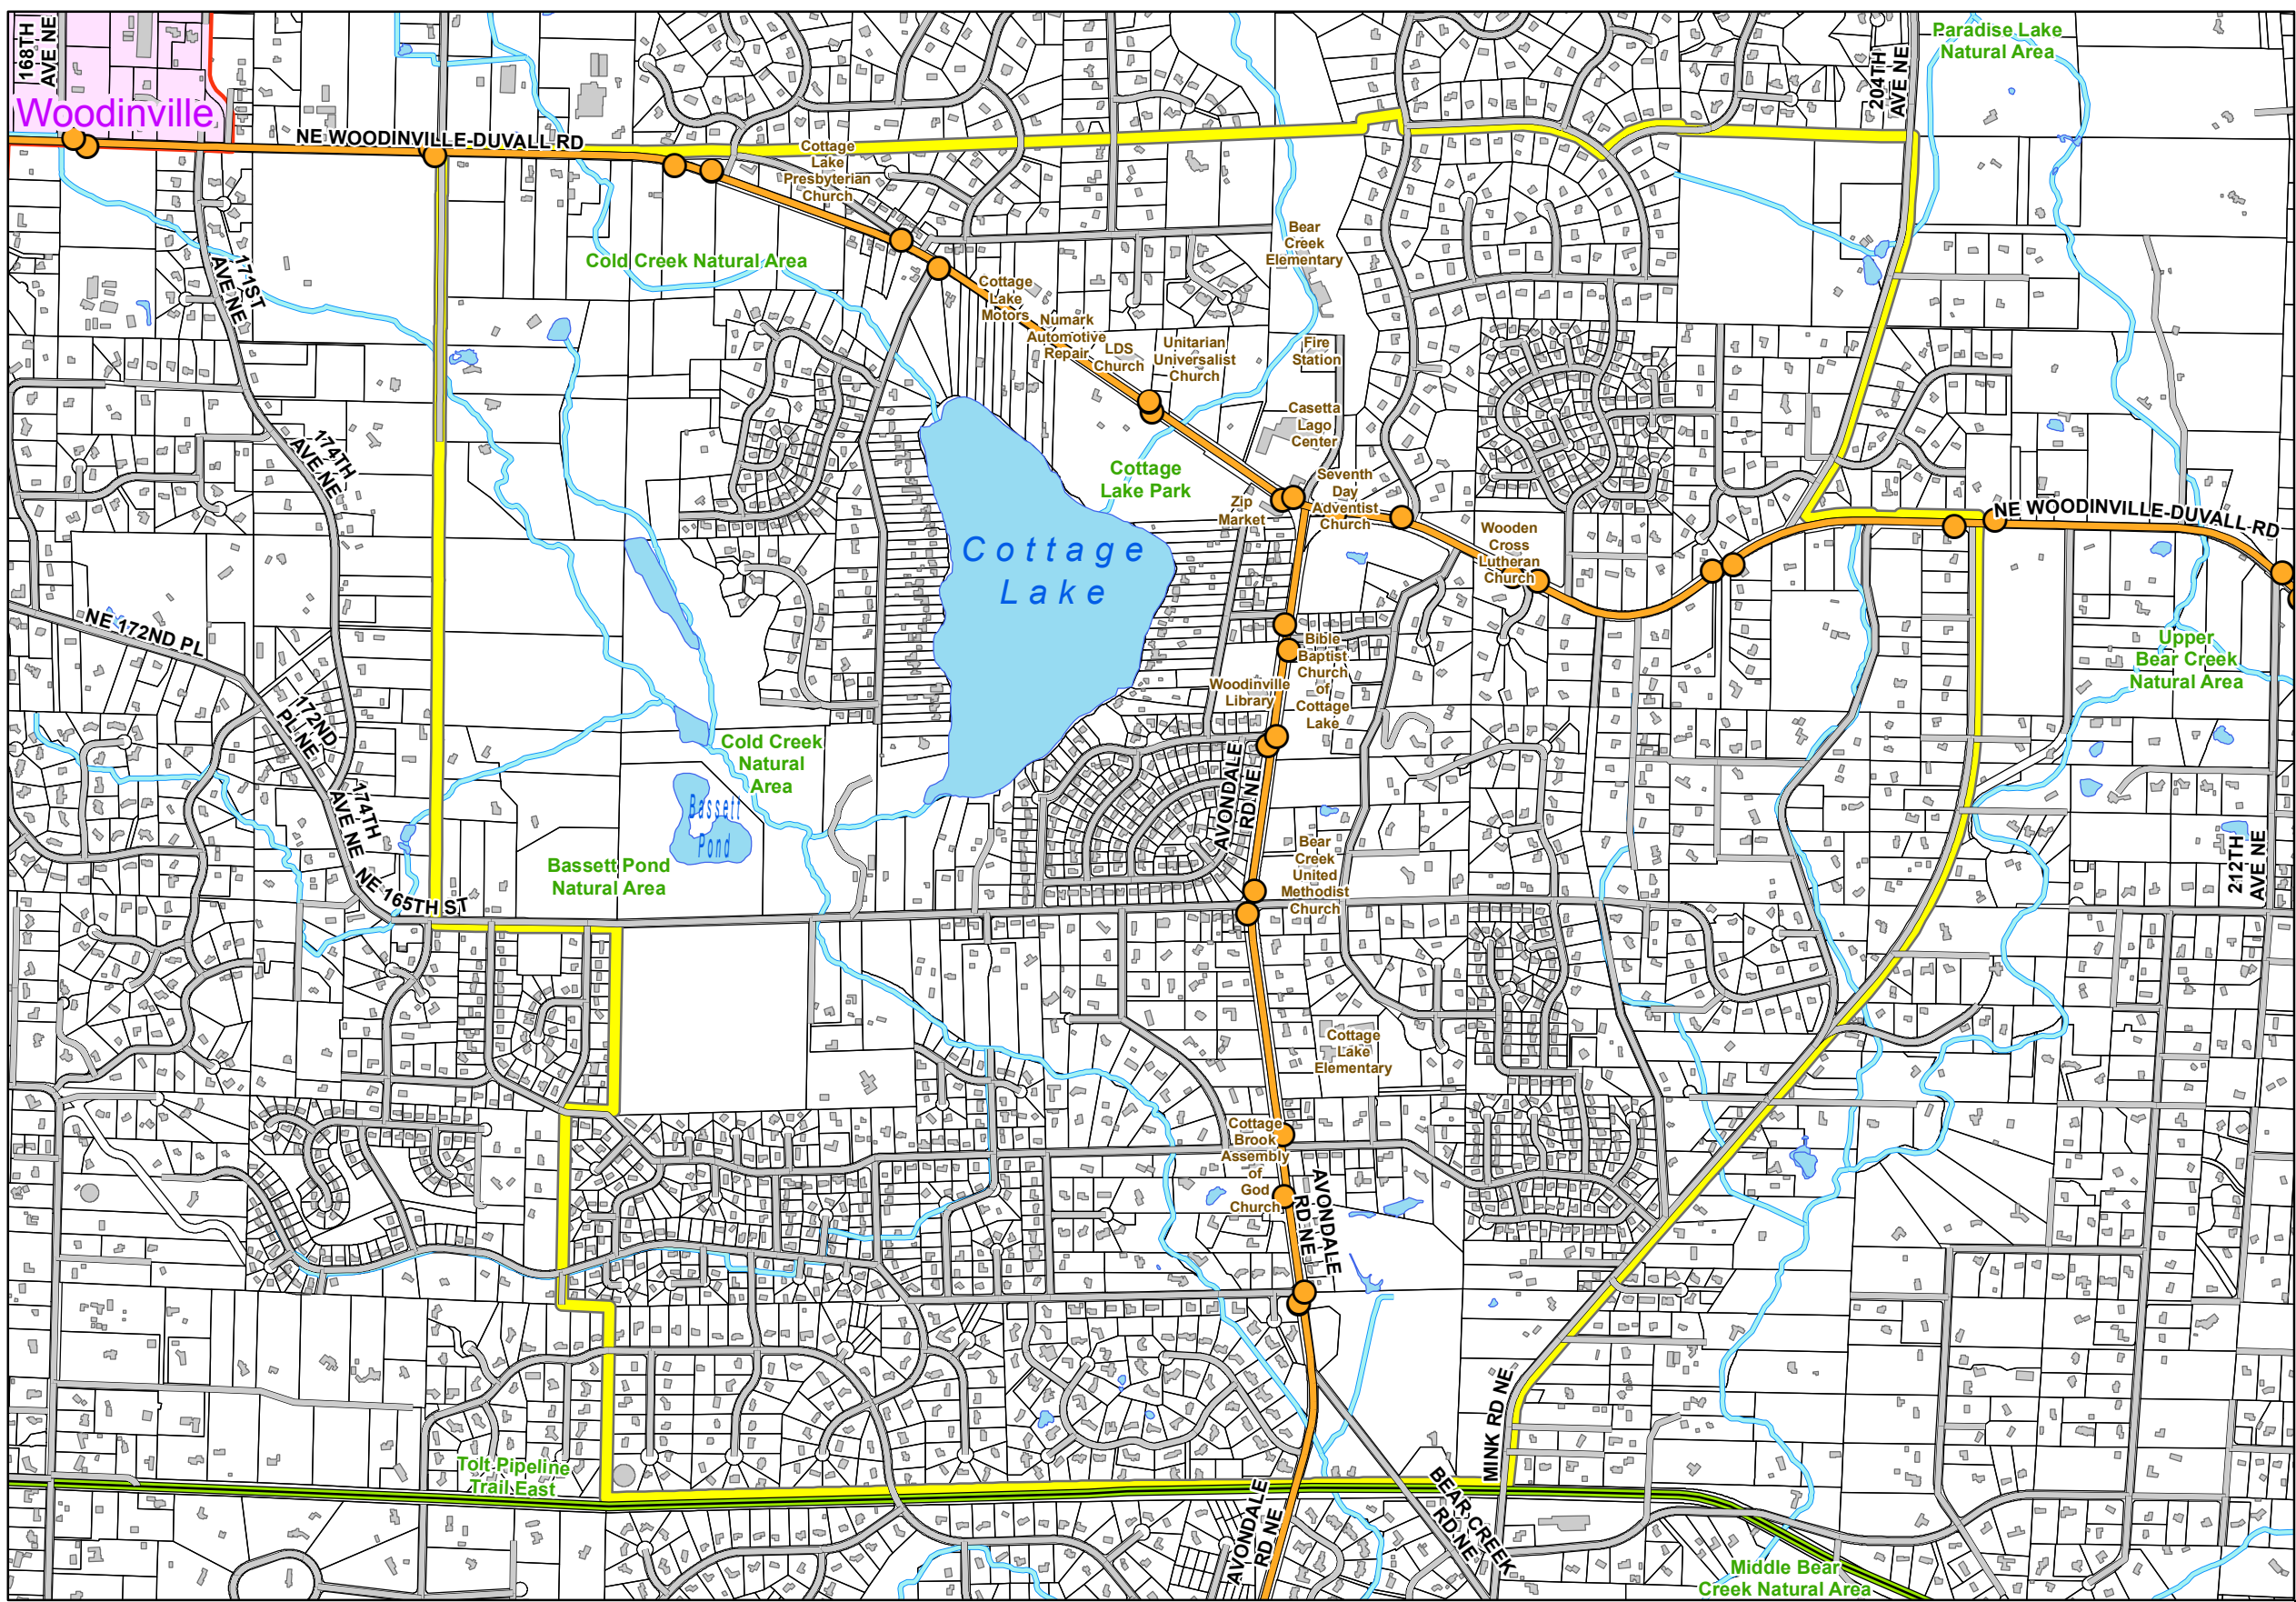 168TH
AVE NE
Woodinville
NE WOODINVILLE-DUVALL RD
204TH
AVE NE
Paradise Lake
Natural Area
Cottage
Lake
Presbyterian
Church
171ST
AVE NE
Cold Creek Natural Area
Bear
Creek
Elementary
Cottage
Lake
Motors
Numark
Automotive
Repair
LDS
Church
Unitarian
Universalist
Church
Fire
Station
Casetta
Lago
Center
174TH
AVE NE
Cottage
Lake Park
Zip
Market
Seventh
Day
Adventist
Church
Wooden
Cross
Lutheran
Church
NE WOODINVILLE-DUVALL RD
Cottage
Lake
NE 172ND PL
Bible
Baptist
Church
of
Cottage
Lake
Woodinville
Library
Upper
Bear Creek
Natural Area
172ND
PL NE
Cold Creek
Natural
Area
AVONDALE
RD NE
174TH
AVE NE
Bassett
Pond
212TH
AVE NE
Bassett Pond
Natural Area
NE 165TH ST
Bear
Creek
United
Methodist
Church
Cottage
Lake
Elementary
Cottage
Brook
Assembly
of
God
Church
AVONDALE
RD NE
MINK RD NE
Tolt Pipeline
Trail East
AVONDALE
RD NE
BEAR CREEK
RD NE
Middle Bear
Creek Natural Area